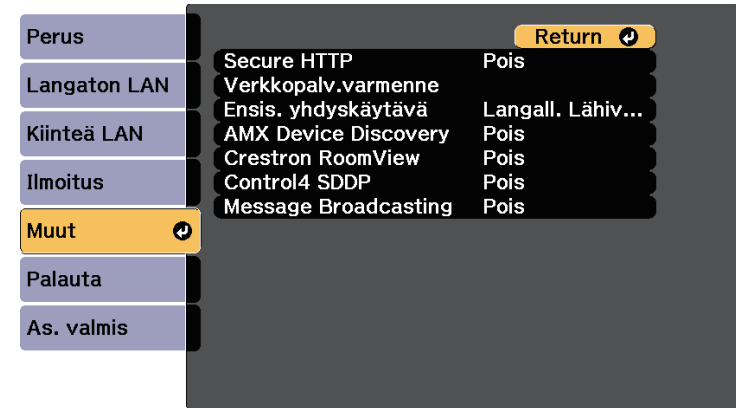 Perus
Langaton LAN
Kiinteä LAN
Ilmoitus
Muut
Palauta
As. valmis
Return
Secure HTTP Pois
Verkkopalv.varmenne
Ensis. yhdyskäytävä Langall. Lähiv...
AMX Device Discovery Pois
Crestron RoomView Pois
Control4 SDDP Pois
Message Broadcasting Pois